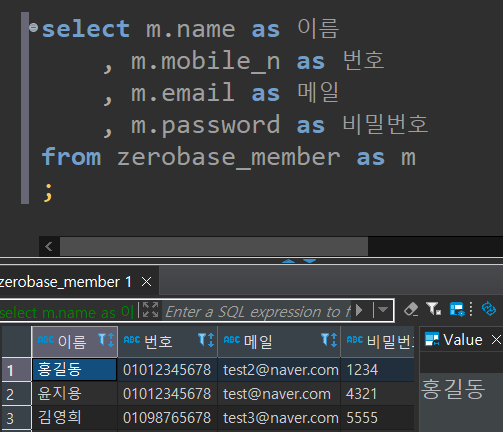 select m.name as 이름
, m.mobile_n as 번호
, m.email as 메일
, m.password as 비밀번호
from zerobase_member as m
;
zerobase_member 1
select m.name as 이
Enter a SQL expression to f
이름 번호 메일 비밀번호 Value
1 홍길동 01012345678 test2@naver.com 1234 홍길동
2 윤지용 01012345678 test@naver.com 4321
3 김영희 01098765678 test3@naver.com 5555